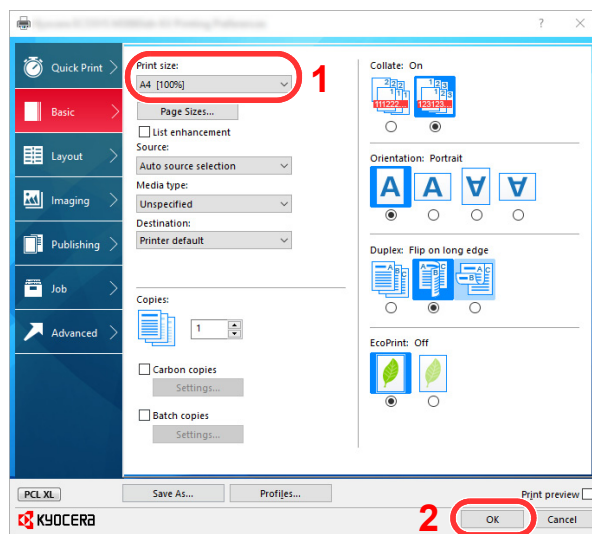 ?
Quick Print
Basic
Layout
Imaging
Publishing
Job
Advanced
Print size:
1
A4 [100%]
Page Sizes...
List enhancement
Source:
Auto source selection
Media type:
Unspecified
Destination:
Printer default
Copies:
1
Carbon copies
Settings...
Batch copies
Settings...
Collate: On
111222...
123123...
Orientation: Portrait
A A A A
Duplex: Flip on long edge
A B C
A B C
A B C
EcoPrint: Off
PCL XL
Save As...
Profiles...
Print preview
KYOCERA
2
OK
Cancel